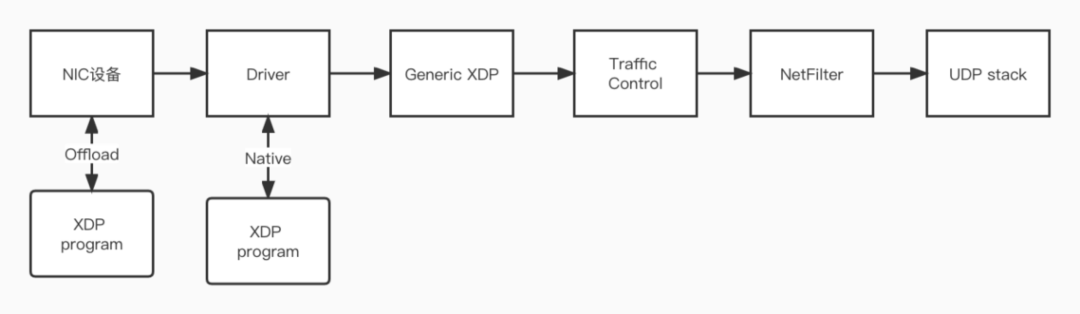 NIC设备
Driver
Generic XDP
Traffic
Control
NetFilter
UDP stack
Offload
Native
XDP
program
XDP
program